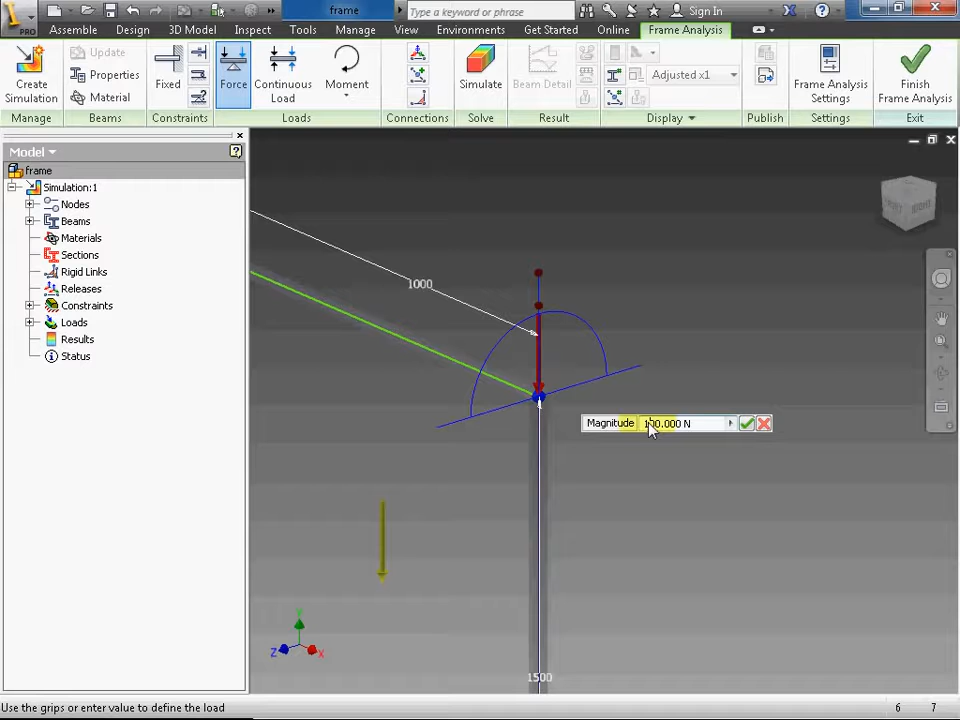 PRO
frame
Type a keyword or phrase
Sign In
Assemble
Design
3D Model
Inspect
Tools
Manage
View
Environments
Get Started
Online
Frame Analysis
Create
Simulation
Update
Properties
Material
Fixed
Force
Continuous
Load
Moment
Simulate
Beam Detail
Adjusted x1
Frame Analysis
Settings
Finish
Frame Analysis
Manage
Beams
Constraints
Loads
Connections
Solve
Result
Display
Publish
Settings
Exit
Model
frame
Simulation:1
Nodes
Beams
Materials
Sections
Rigid Links
Releases
Constraints
Loads
Results
Status
1000
RIGHT
Magnitude
100.000 N
Y
Z
X
1500
Use the grips or enter value to define the load
6
7